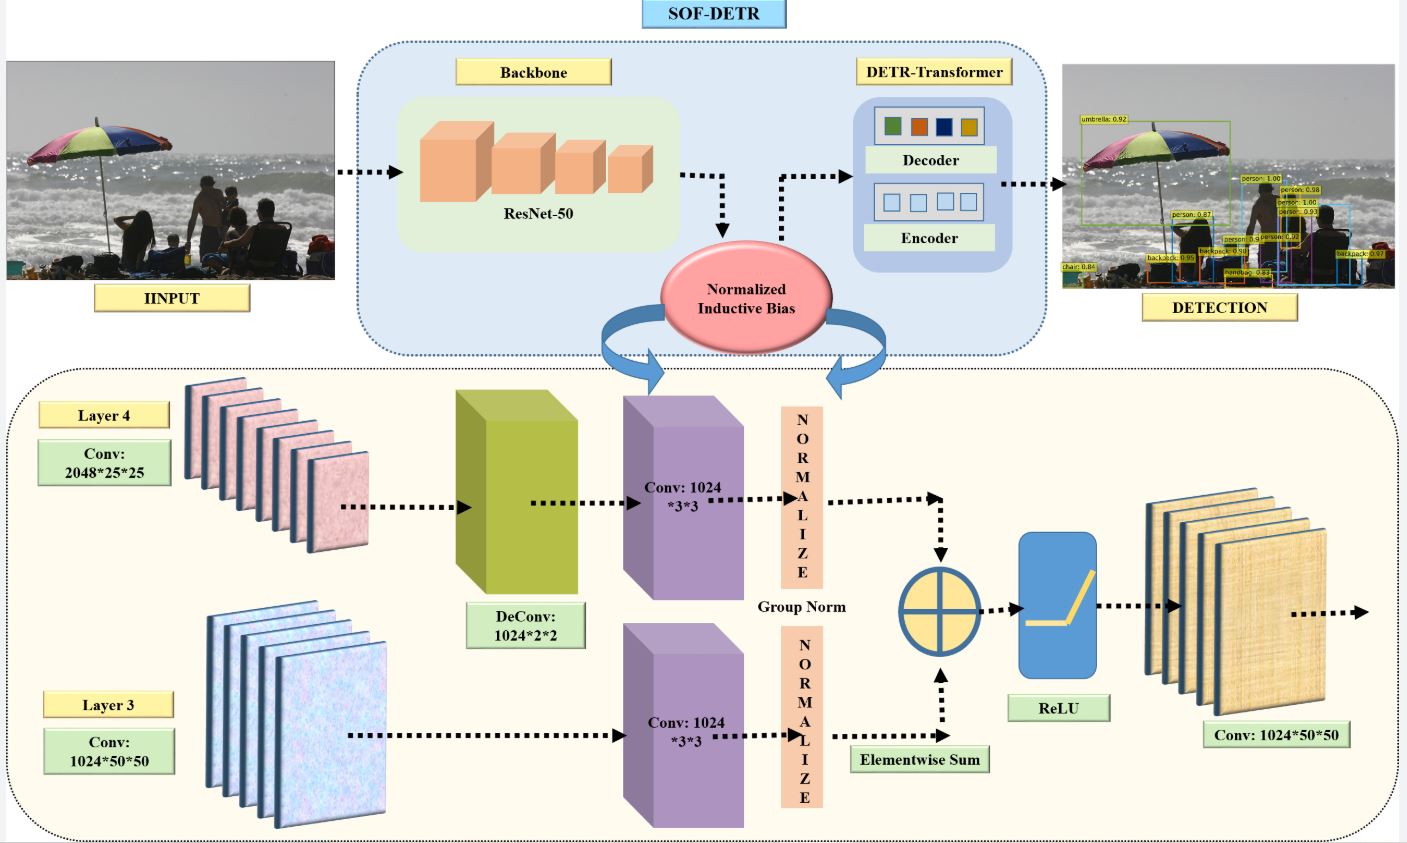 SOF-DETR
Backbone
DETR-Transformer
ResNet-50
Decoder
Encoder
Normalized
Inductive Bias
IINPUT
umbrella: 0.92
person: 1.00
person: 0.98
person: 1.00
person: 0.93
person: 0.87
person: 0.9
person: 0.92
backpack: 0.95
backpack: 0.90
backpack: 0.97
chair: 0.84
handbag: 0.83
DETECTION
Layer 4
Conv:
2048*25*25
DeConv:
1024*2*2
Conv: 1024
*3*3
NORMALIZE
Group Norm
Layer 3
Conv:
1024*50*50
Conv: 1024
*3*3
NORMALIZE
Elementwise Sum
ReLU
Conv: 1024*50*50